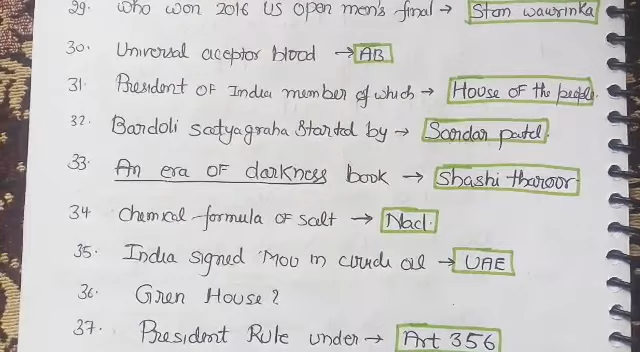 29. Who won 2016 US open men's final → Stan wawrinka
30. Universal aceptor blood → AB
31. President OF India member of which → House OF the people.
32. Bardoli satyagraha started by → Sardar patel.
33. An era OF darkness book → Shashi tharoor
34 Chemical formula OF salt → Nacl.
35. India signed MOU in crude oil → UAE
36. Gren House?
37. President Rule under → Art 356